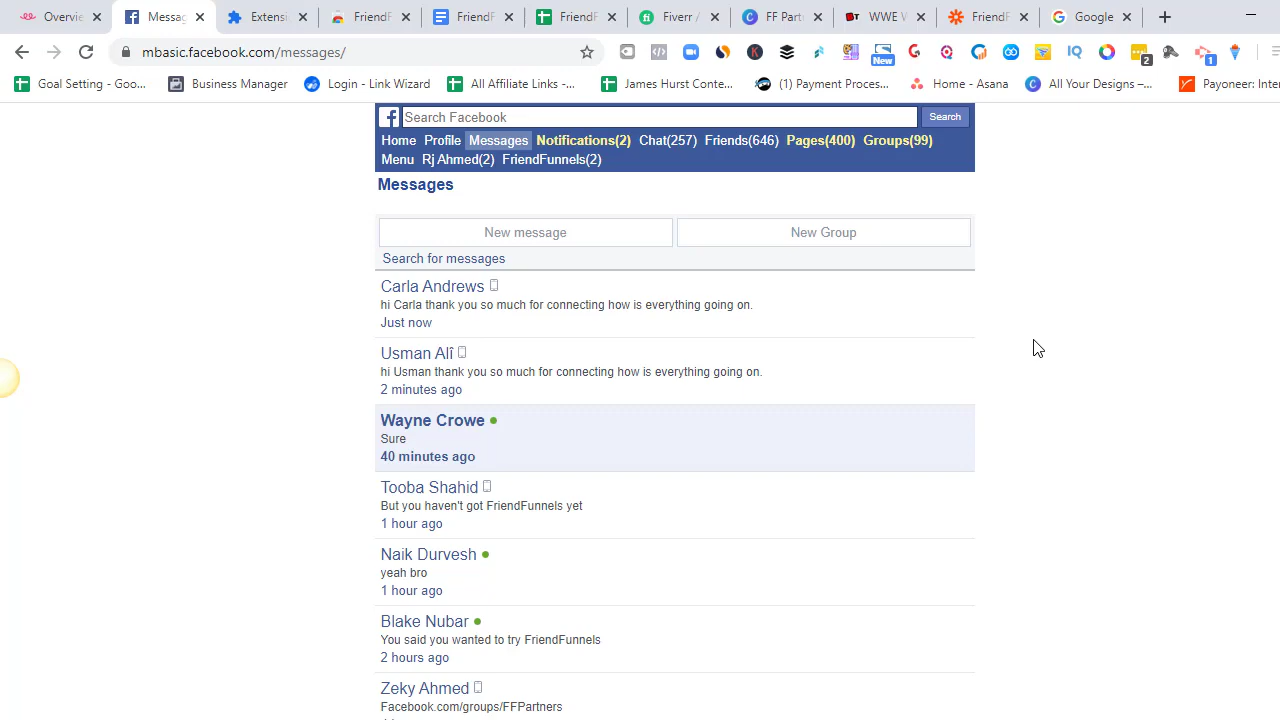 Overvi
Messag
Extensi
FriendF
FriendF
FriendF
Fiverr /
FF Part
WWE V
FriendF
Google
mbasic.facebook.com/messages/
New
2
1
Goal Setting - Goo...
Business Manager
Login - Link Wizard
All Affiliate Links -...
James Hurst Conte...
(1) Payment Proce...
Home - Asana
All Your Designs –...
Payoneer: Inter
Search Facebook
Search
Home Profile Messages Notifications(2) Chat(257) Friends(646) Pages(400) Groups(99)
Menu Rj Ahmed(2) FriendFunnels(2)
Messages
New message
New Group
Search for messages
Carla Andrews
hi Carla thank you so much for connecting how is everything going on.
Just now
Usman Alî
hi Usman thank you so much for connecting how is everything going on.
2 minutes ago
Wayne Crowe
Sure
40 minutes ago
Tooba Shahid
But you haven't got FriendFunnels yet
1 hour ago
Naik Durvesh
yeah bro
1 hour ago
Blake Nubar
You said you wanted to try FriendFunnels
2 hours ago
Zeky Ahmed
Facebook.com/groups/FFPartners